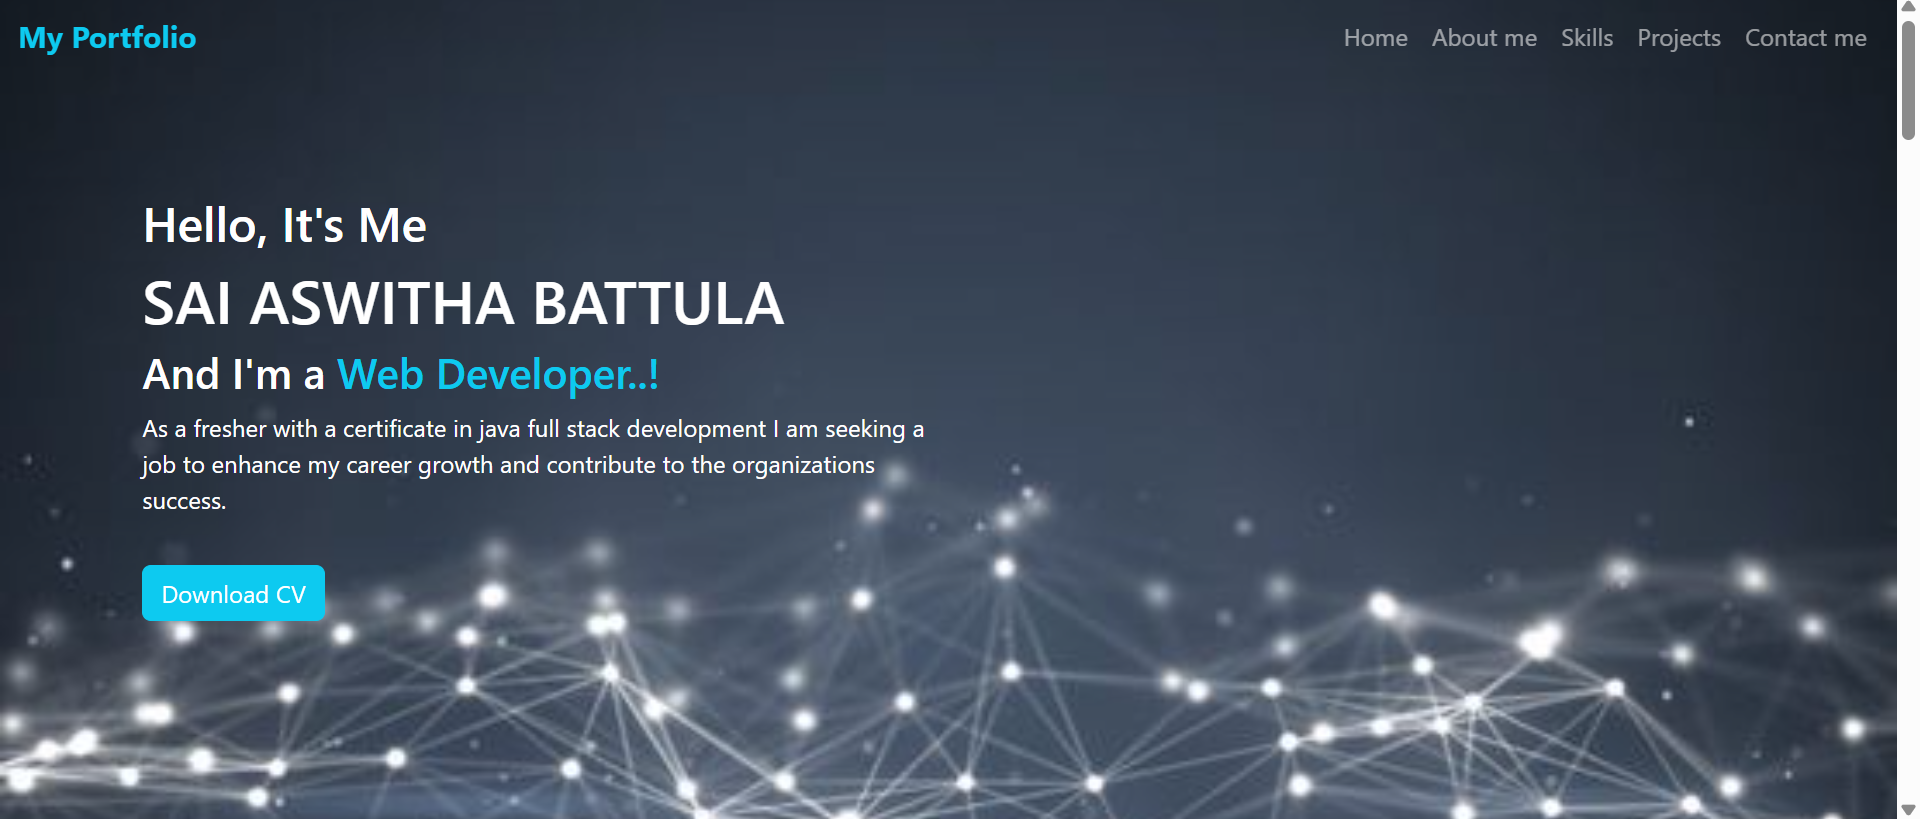 My Portfolio
Home About me Skills Projects Contact me
Hello, It's Me
SAI ASWITHA BATTULA
And I'm a Web Developer..!
As a fresher with a certificate in java full stack development I am seeking a
job to enhance my career growth and contribute to the organizations
success.
Download CV